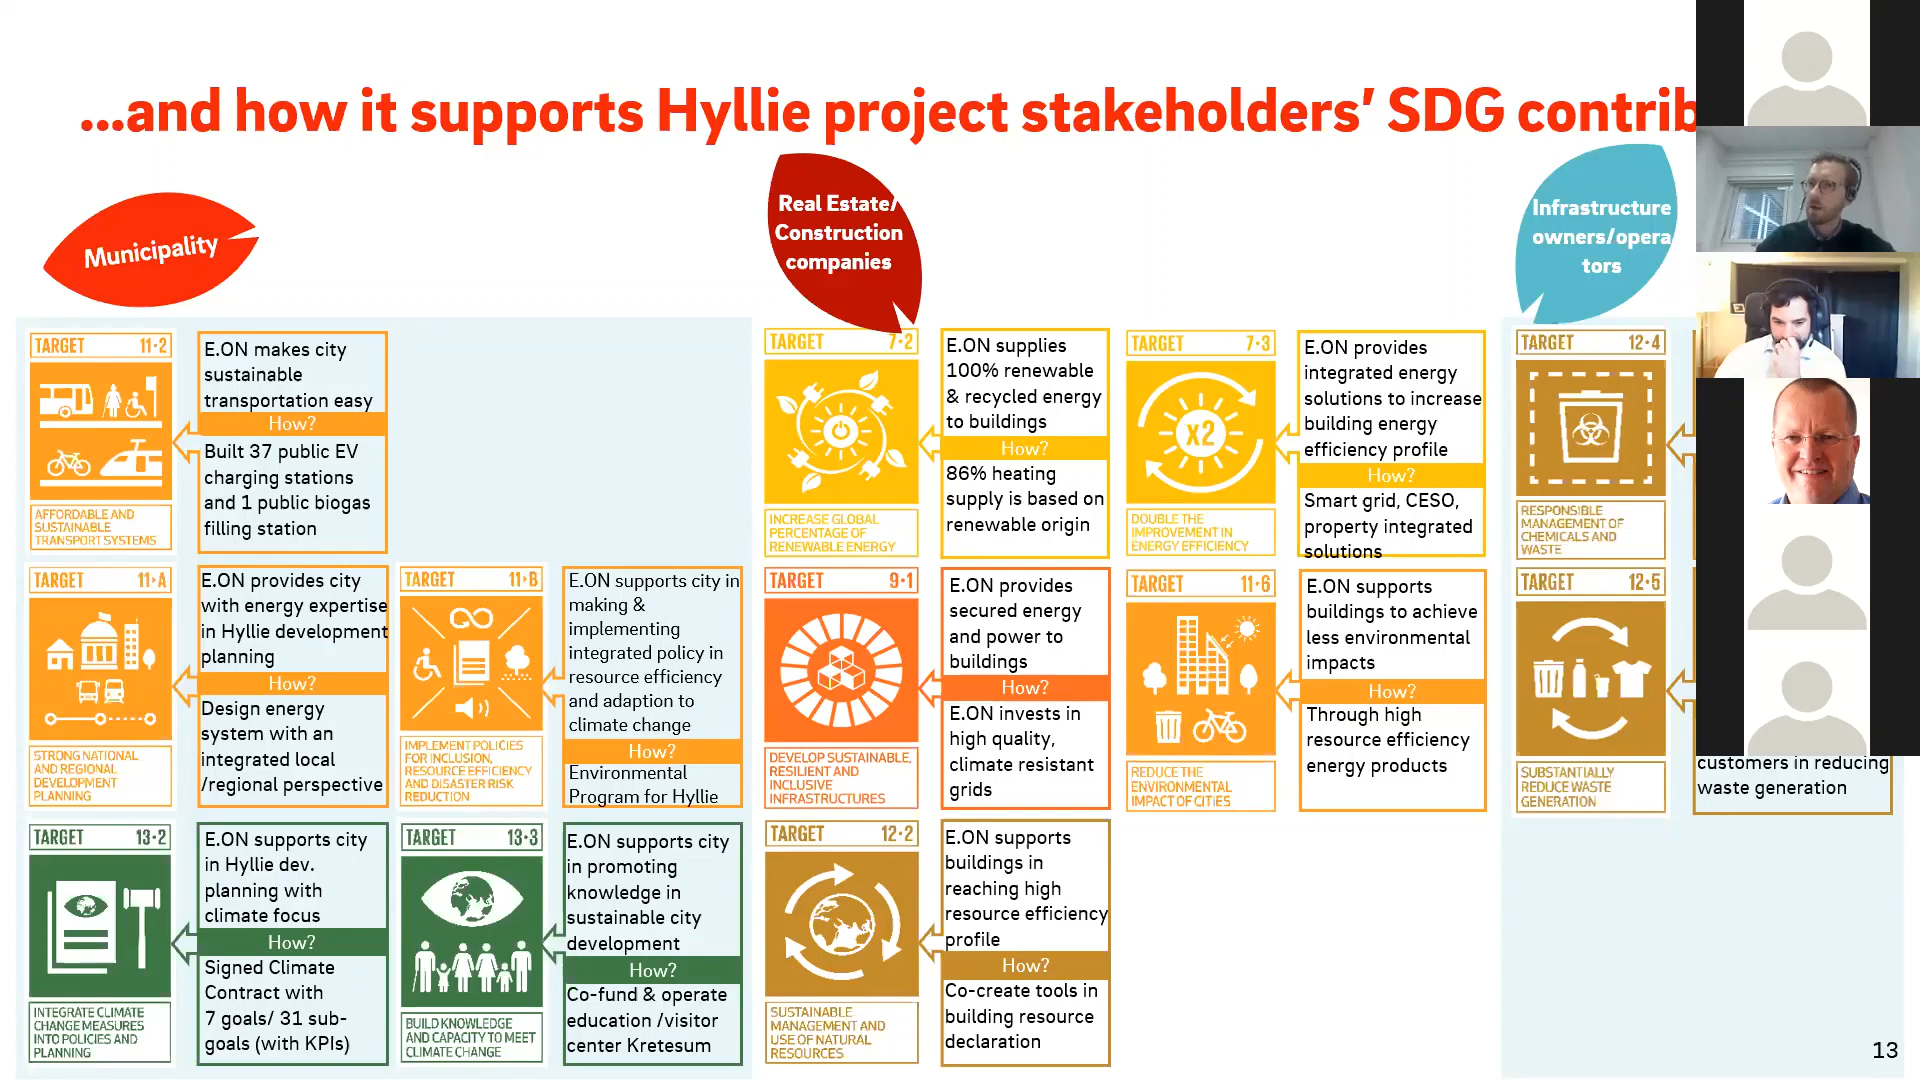 ...and how it supports Hyllie project stakeholders' SDG contrib
Municipality
Real Estate/
Construction
companies
Infrastructure
owners/opera
tors
TARGET 11·2
AFFORDABLE AND
SUSTAINABLE
TRANSPORT SYSTEMS
E.ON makes city
sustainable
transportation easy
How?
Built 37 public EV
charging stations
and 1 public biogas
filling station
TARGET 11·A
STRONG NATIONAL
AND REGIONAL
DEVELOPMENT
PLANNING
E.ON provides city
with energy expertise
in Hyllie development
planning
How?
Design energy
system with an
integrated local
/regional perspective
TARGET 11·B
IMPLEMENT POLICIES
FOR INCLUSION,
RESOURCE EFFICIENCY
AND DISASTER RISK
REDUCTION
E.ON supports city in
making &
implementing
integrated policy in
resource efficiency
and adaption to
climate change
How?
Environmental
Program for Hyllie
TARGET 13·2
INTEGRATE CLIMATE
CHANGE MEASURES
INTO POLICIES AND
PLANNING
E.ON supports city
in Hyllie dev.
planning with
climate focus
How?
Signed Climate
Contract with
7 goals/ 31 sub-
goals (with KPIs)
TARGET 13·3
BUILD KNOWLEDGE
AND CAPACITY TO MEET
CLIMATE CHANGE
E.ON supports city
in promoting
knowledge in
sustainable city
development
How?
Co-fund & operate
education /visitor
center Kretesum
TARGET 7·2
INCREASE GLOBAL
PERCENTAGE OF
RENEWABLE ENERGY
E.ON supplies
100% renewable
& recycled energy
to buildings
How?
86% heating
supply is based on
renewable origin
TARGET 7·3
x2
DOUBLE THE
IMPROVEMENT IN
ENERGY EFFICIENCY
E.ON provides
integrated energy
solutions to increase
building energy
efficiency profile
How?
Smart grid, CESO,
property integrated
solutions
TARGET 9·1
DEVELOP SUSTAINABLE,
RESILIENT AND
INCLUSIVE
INFRASTRUCTURES
E.ON provides
secured energy
and power to
buildings
How?
E.ON invests in
high quality,
climate resistant
grids
TARGET 11·6
REDUCE THE
ENVIRONMENTAL
IMPACT OF CITIES
E.ON supports
buildings to achieve
less environmental
impacts
How?
Through high
resource efficiency
energy products
TARGET 12·2
SUSTAINABLE
MANAGEMENT AND
USE OF NATURAL
RESOURCES
E.ON supports
buildings in
reaching high
resource efficiency
profile
How?
Co-create tools in
building resource
declaration
TARGET 12·4
RESPONSIBLE
MANAGEMENT OF
CHEMICALS AND
WASTE
TARGET 12·5
SUBSTANTIALLY
REDUCE WASTE
GENERATION
customers in reducing
waste generation
13